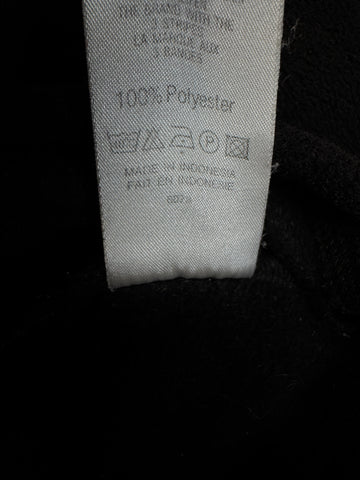 THE BRAND WITH THE
3 STRIPES
LA MARQUE AUX
3 BANDES
100% Polyester
MADE IN INDONESIA
FAIT EN INDONESIE